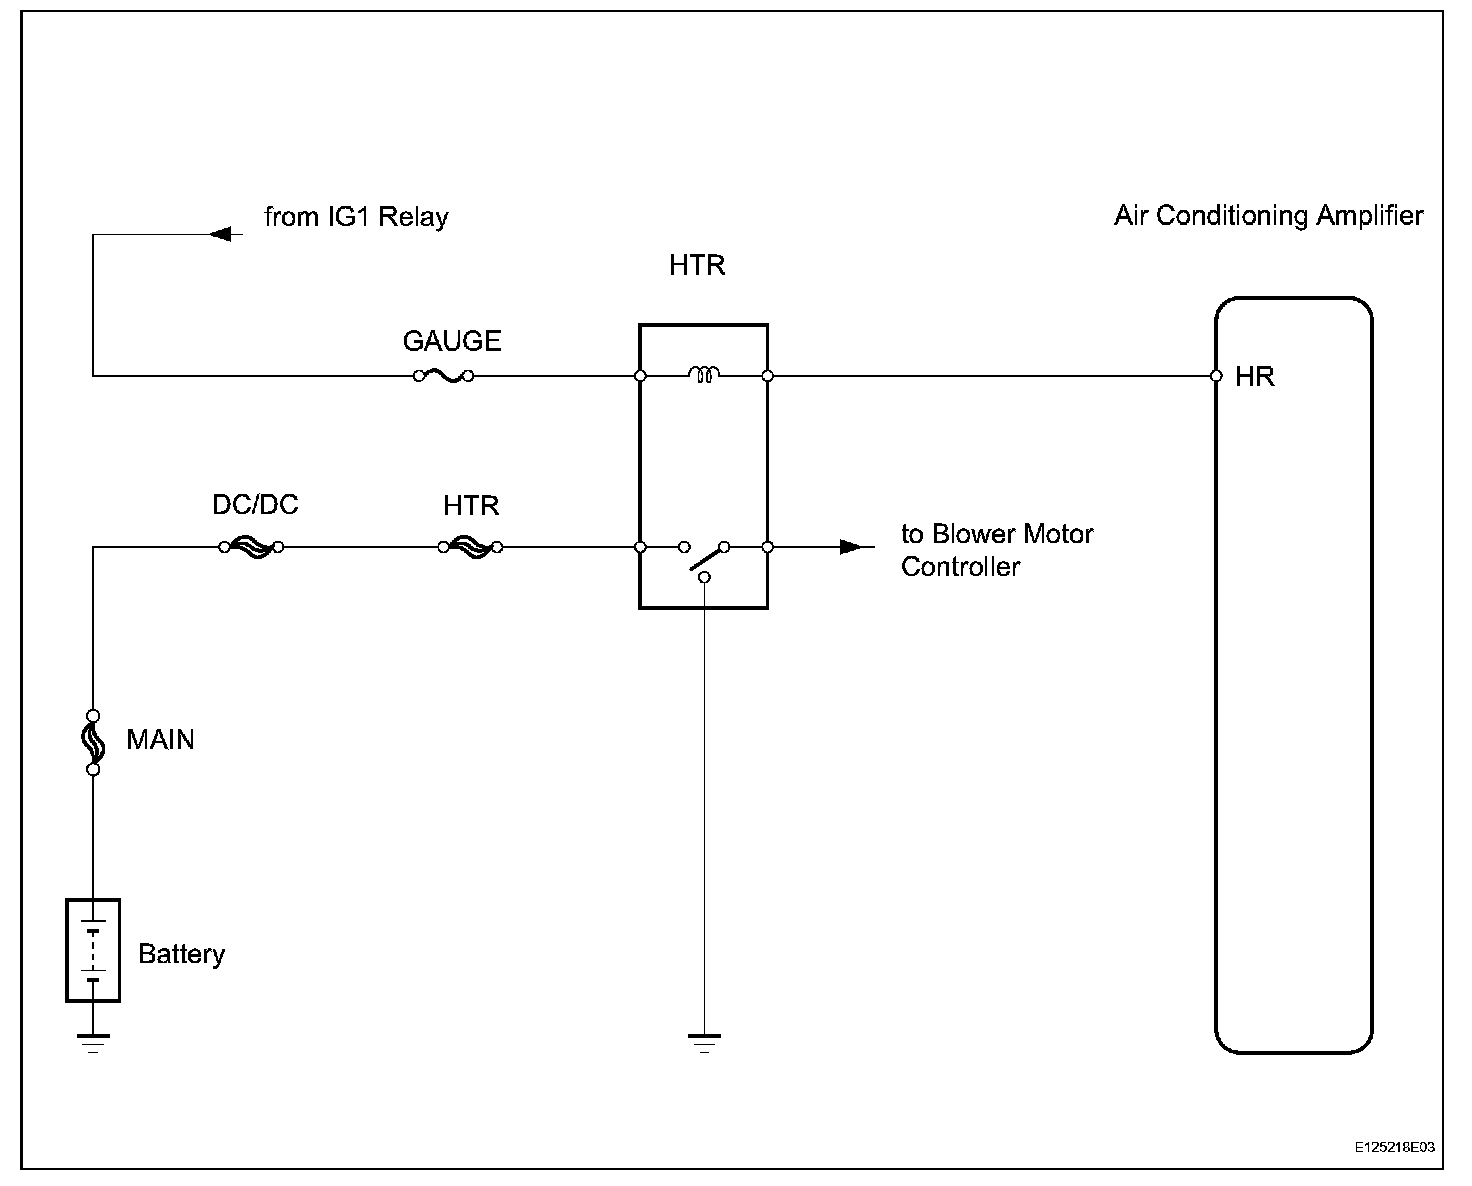 from IG1 Relay
Air Conditioning Amplifier
HTR
GAUGE
HR
DC/DC
HTR
to Blower Motor
Controller
MAIN
Battery
E125218E03